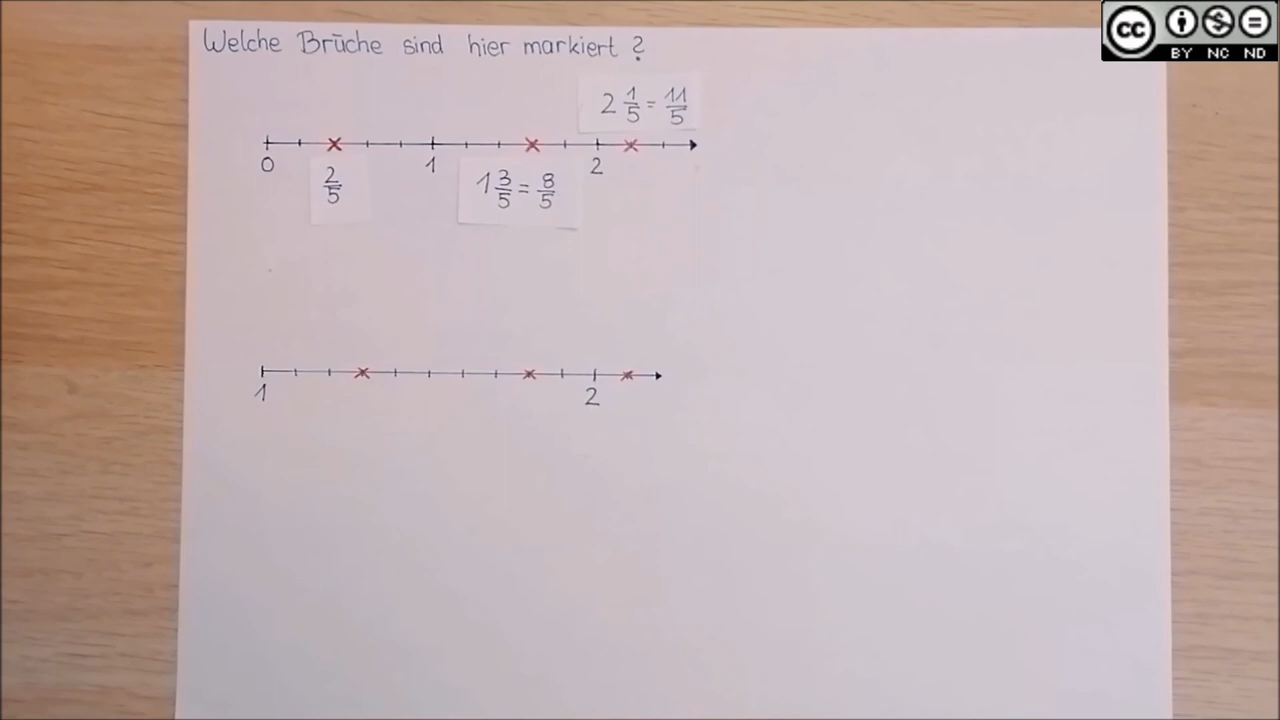 Welche Brüche sind hier markiert ?
2 1/5 = 11/5
0 1 2
2/5
1 3/5 = 8/5
1 2
CC BY NC ND